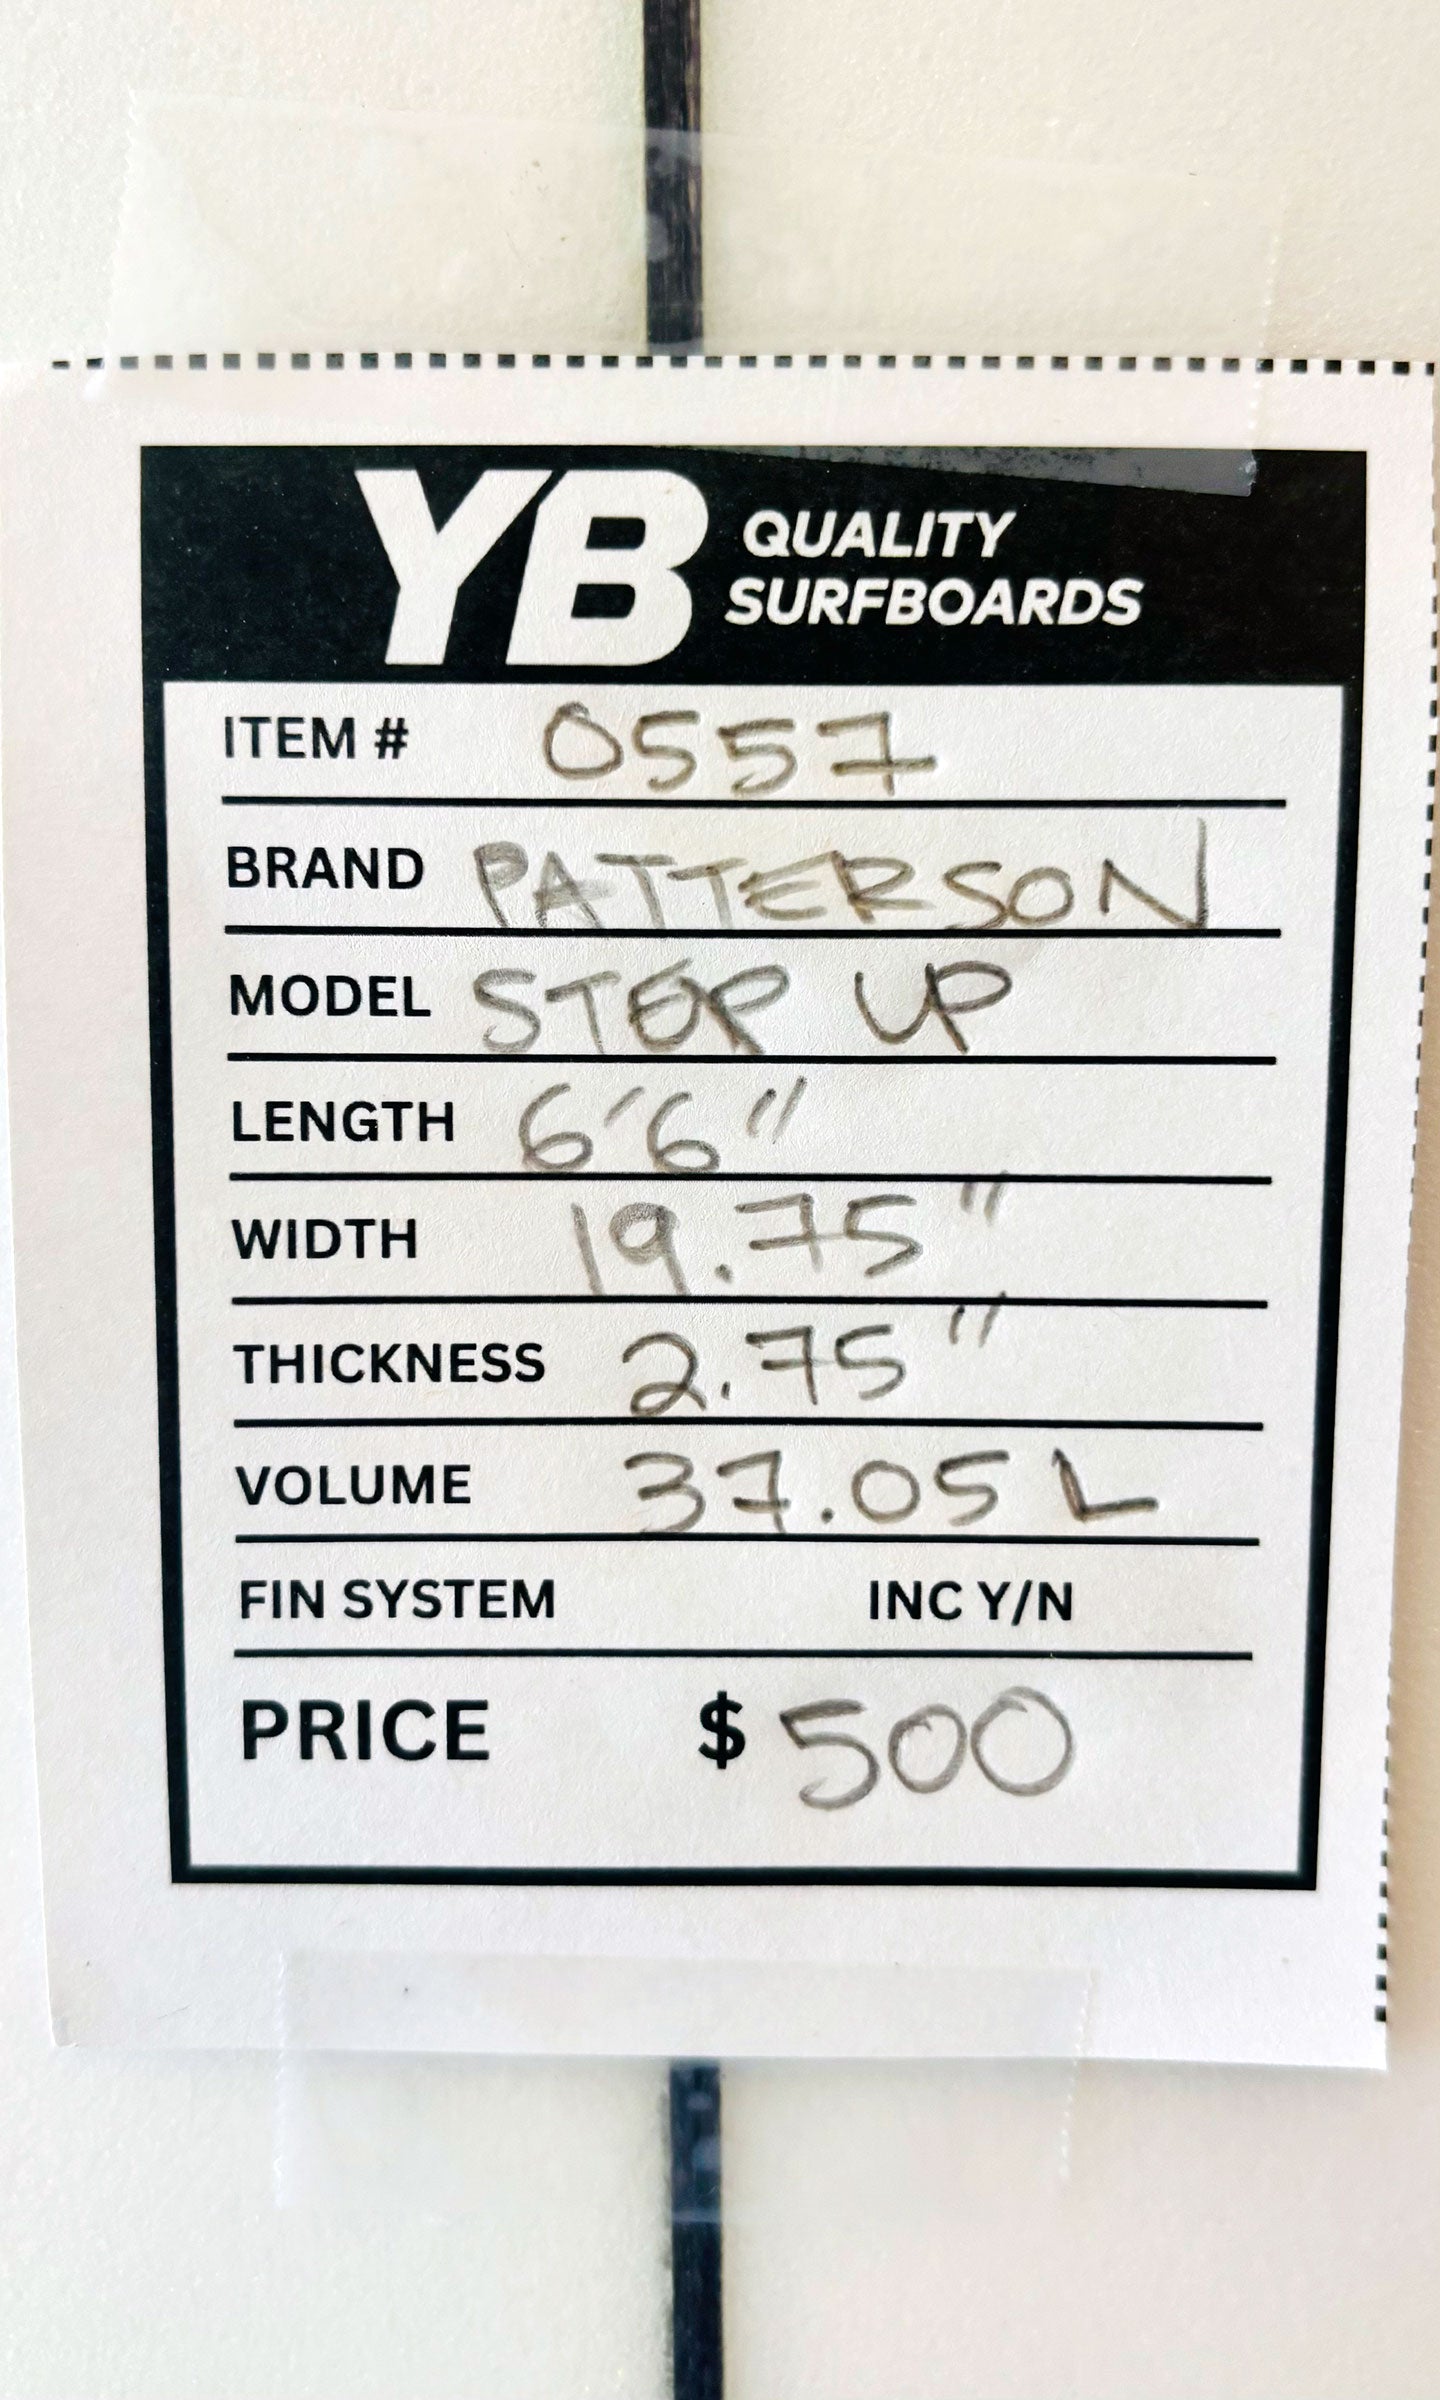 YB QUALITY
SURFBOARDS
ITEM # 0557
BRAND PATTERSON
MODEL STEP UP
LENGTH 6'6"
WIDTH 19.75"
THICKNESS 2.75"
VOLUME 37.05 L
FIN SYSTEM INC Y/N
PRICE $ 500